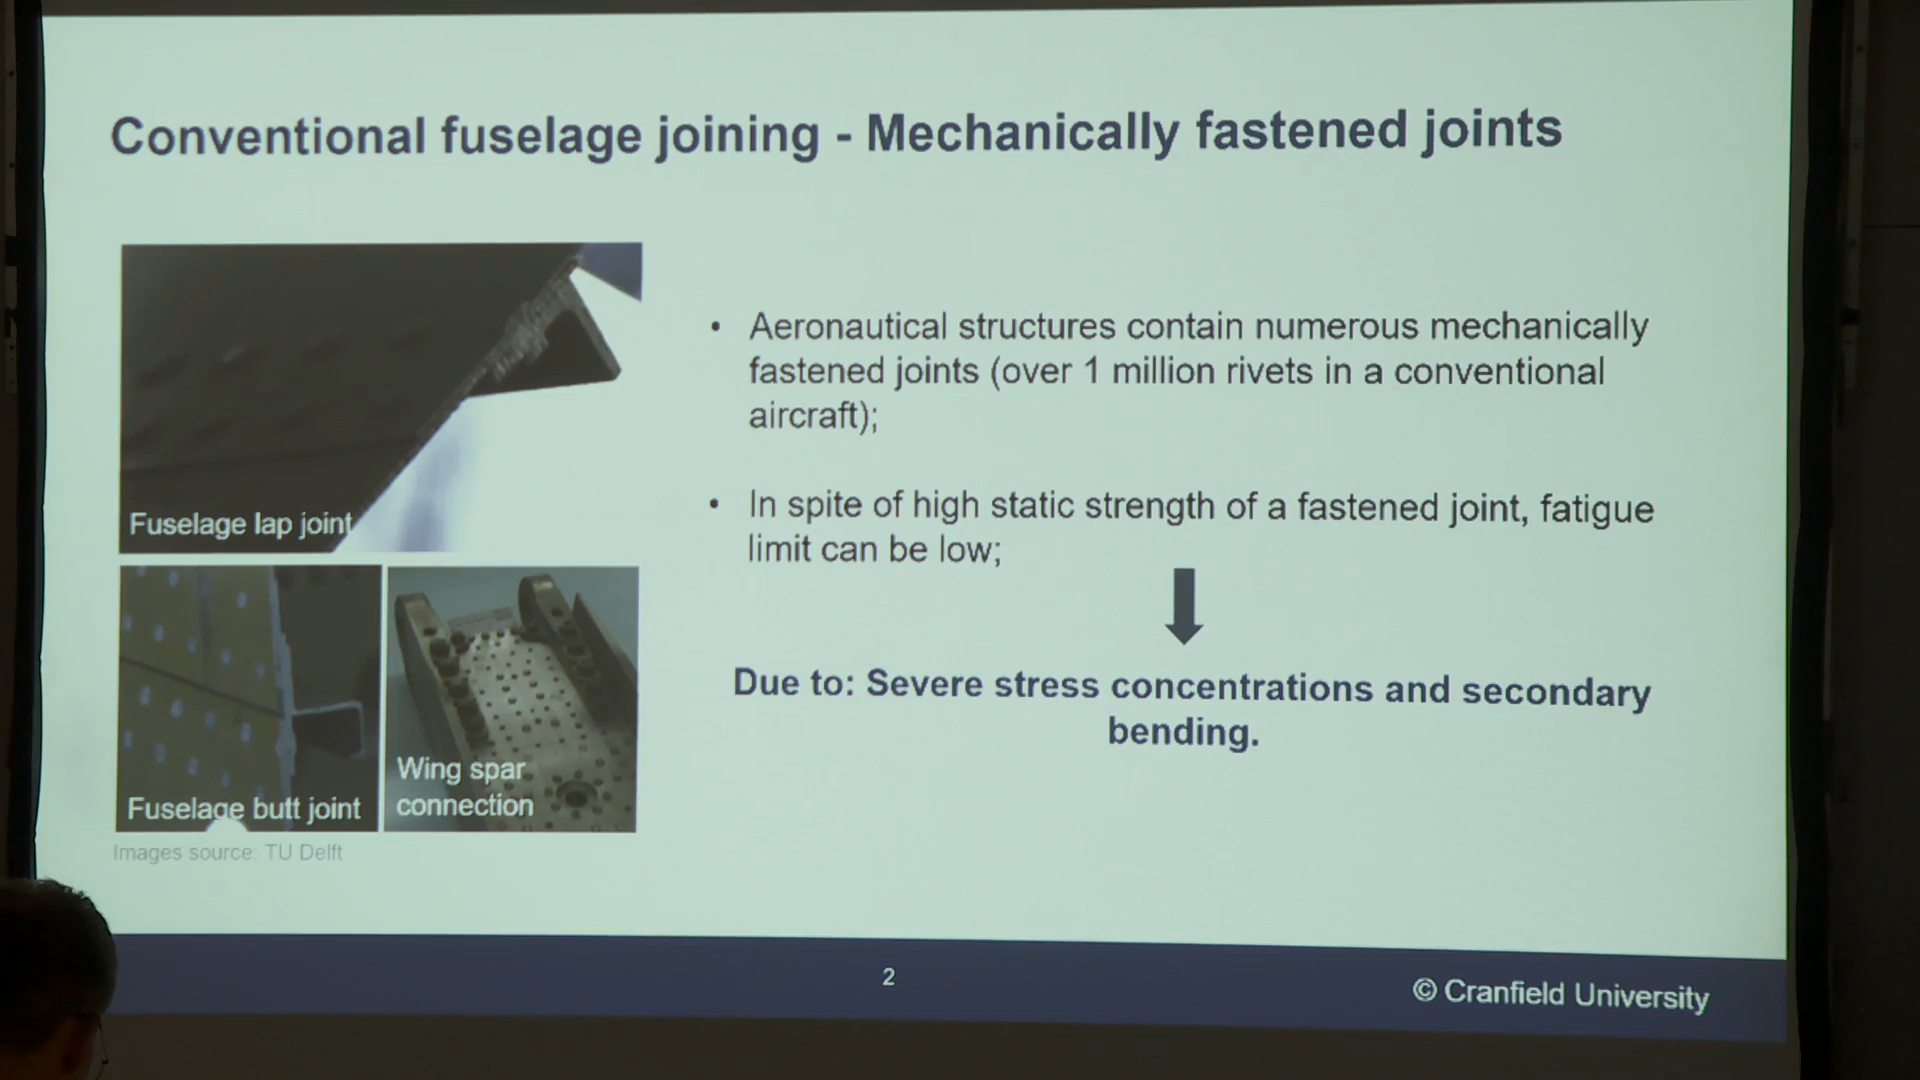 Conventional fuselage joining - Mechanically fastened joints
Fuselage lap joint
Fuselage butt joint
Wing spar
connection
Images source: TU Delft
• Aeronautical structures contain numerous mechanically
fastened joints (over 1 million rivets in a conventional
aircraft);
• In spite of high static strength of a fastened joint, fatigue
limit can be low;
Due to: Severe stress concentrations and secondary
bending.
2
© Cranfield University